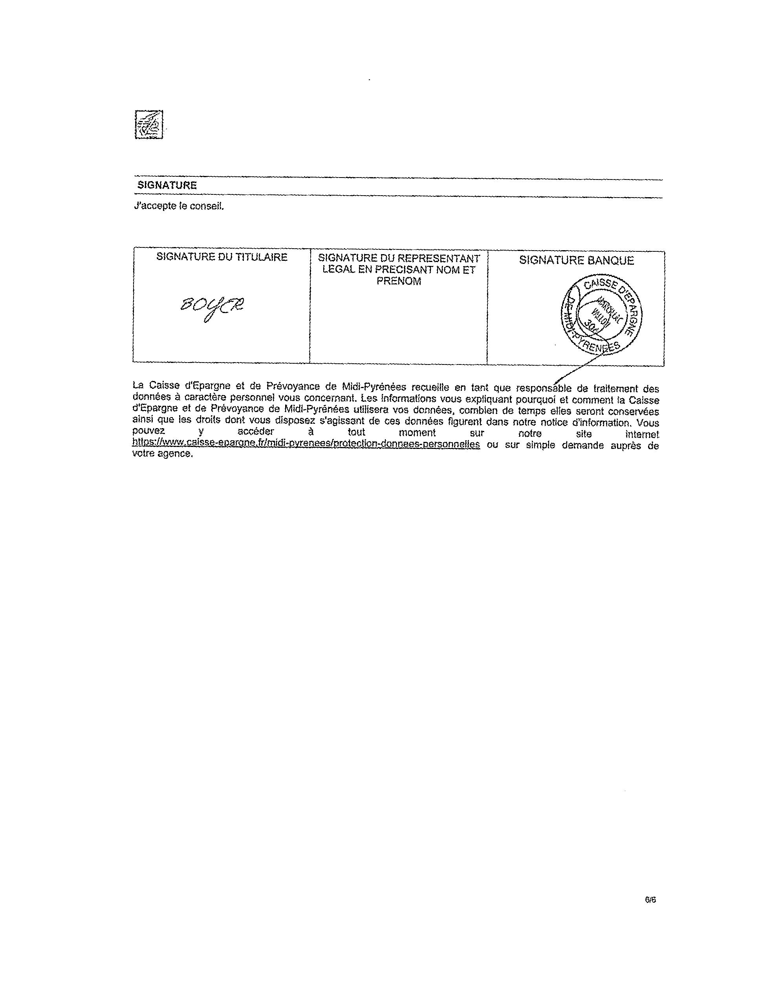 SIGNATURE
J'accepte le conseil.
SIGNATURE DU TITULAIRE
BOYER
SIGNATURE DU REPRESENTANT
LEGAL EN PRECISANT NOM ET
PRENOM
SIGNATURE BANQUE
CAISSE D'EPARGNE
DE MIDI-PYRENEES
MARCILLAC
VALLON
306
La Caisse d'Epargne et de Prévoyance de Midi-Pyrénées recueille en tant que responsable de traitement des
données à caractère personnel vous concernant. Les informations vous expliquant pourquoi et comment la Caisse
d'Epargne et de Prévoyance de Midi-Pyrénées utilisera vos données, combien de temps elles seront conservées
ainsi que les droits dont vous disposez s'agissant de ces données figurent dans notre notice d'information. Vous
pouvez y accéder à tout moment sur notre site internet
https://www.caisse-epargne.fr/midi-pyrenees/protection-donnees-personnelles ou sur simple demande auprès de
votre agence.
6/6